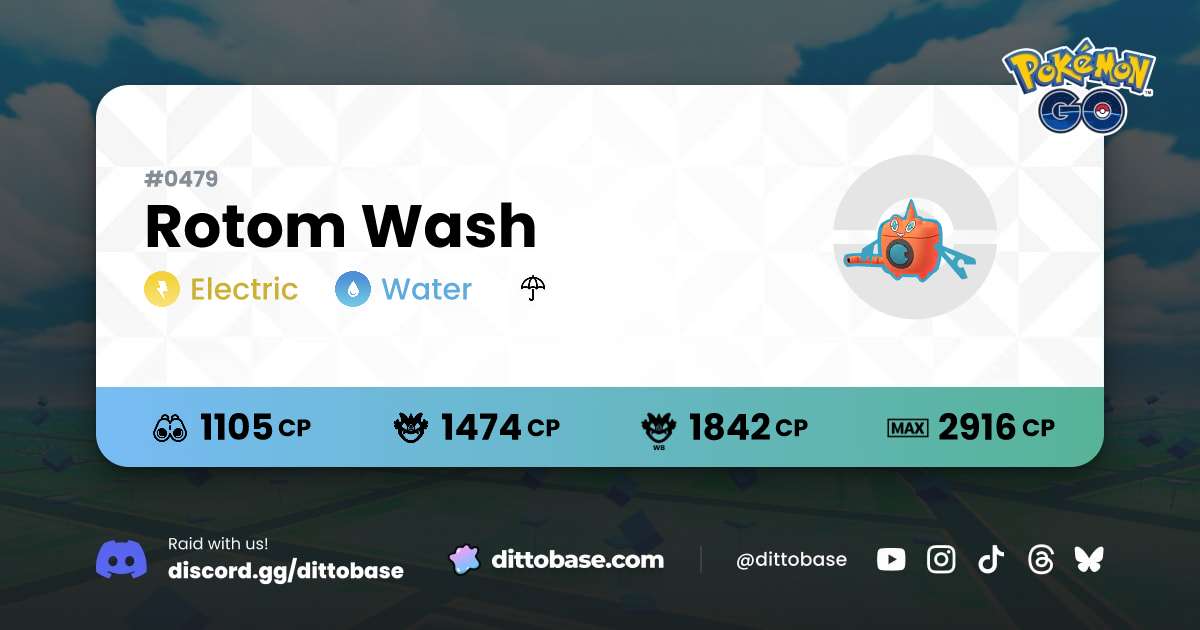 POKÉMON
GO
#0479
Rotom Wash
Electric Water
1105 CP 1474 CP WB 1842 CP MAX 2916 CP
Raid with us!
discord.gg/dittobase
dittobase.com
@dittobase